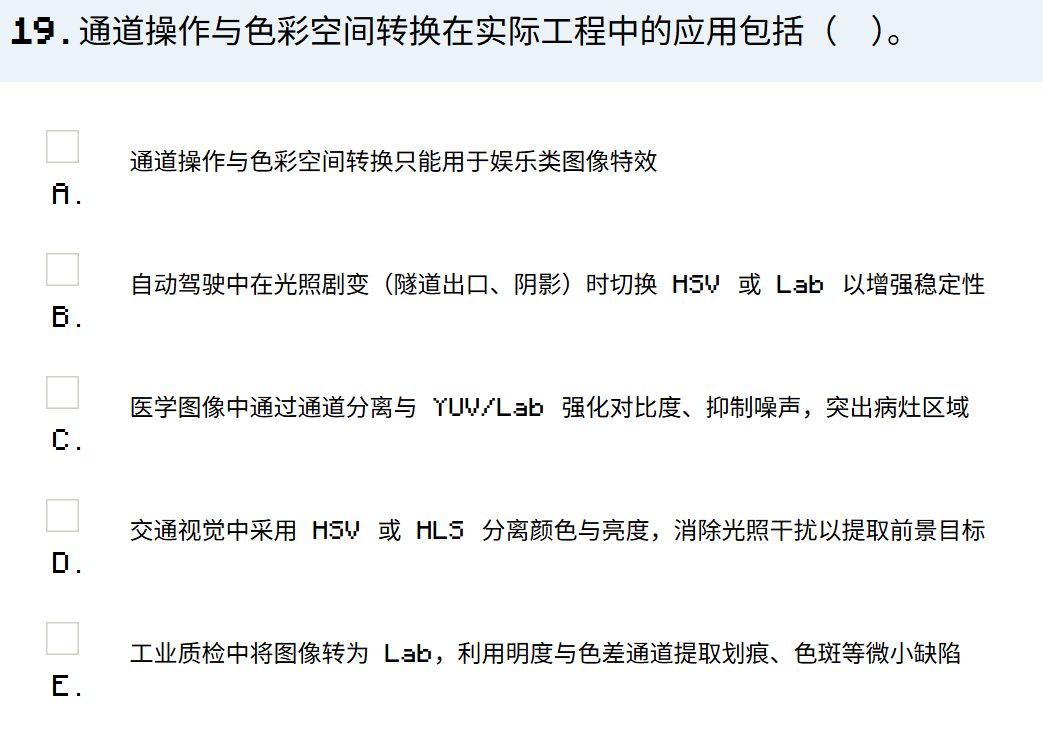 19.通道操作与色彩空间转换在实际工程中的应用包括（ ）。
通道操作与色彩空间转换只能用于娱乐类图像特效
A.
自动驾驶中在光照剧变（隧道出口、阴影）时切换 HSV 或 Lab 以增强稳定性
B.
医学图像中通过通道分离与 YUV/Lab 强化对比度、抑制噪声，突出病灶区域
C.
交通视觉中采用 HSV 或 HLS 分离颜色与亮度，消除光照干扰以提取前景目标
D.
工业质检中将图像转为 Lab，利用明度与色差通道提取划痕、色斑等微小缺陷
E.